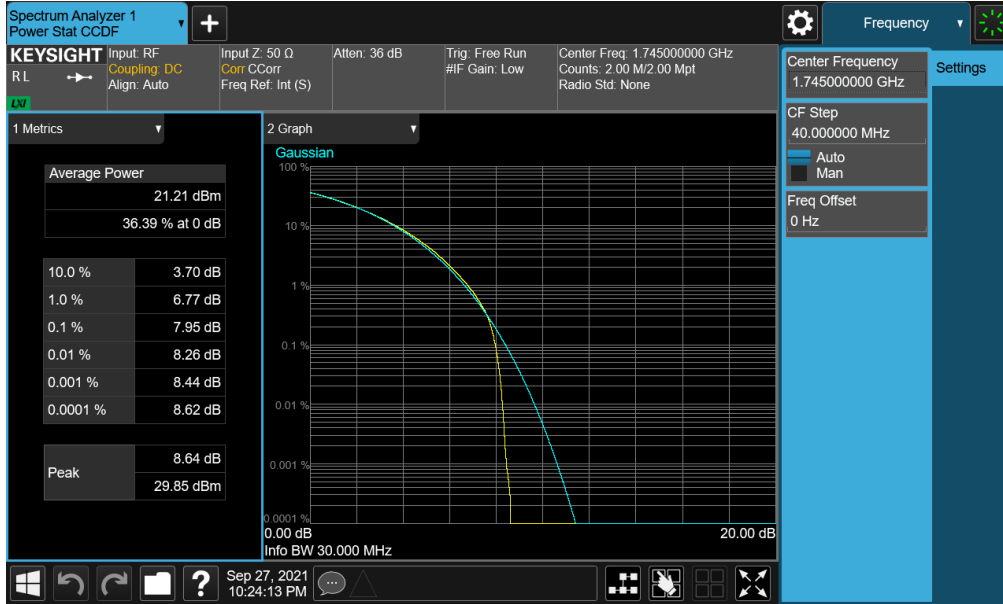 Spectrum Analyzer 1
Power Stat CCDF
Frequency
KEYSIGHT
R L
LXI
Input: RF
Coupling: DC
Align: Auto
Input Z: 50 Ω
Corr CCorr
Freq Ref: Int (S)
Atten: 36 dB
Trig: Free Run
#IF Gain: Low
Center Freq: 1.745000000 GHz
Counts: 2.00 M/2.00 Mpt
Radio Std: None
Center Frequency
1.745000000 GHz
Settings
CF Step
40.000000 MHz
Auto
Man
Freq Offset
0 Hz
1 Metrics
Average Power
21.21 dBm
36.39 % at 0 dB
10.0 % 3.70 dB
1.0 % 6.77 dB
0.1 % 7.95 dB
0.01 % 8.26 dB
0.001 % 8.44 dB
0.0001 % 8.62 dB
Peak
8.64 dB
29.85 dBm
2 Graph
Gaussian
100 %
10 %
1 %
0.1 %
0.01 %
0.001 %
0.0001 %
0.00 dB 20.00 dB
Info BW 30.000 MHz
?
Sep 27, 2021
10:24:13 PM